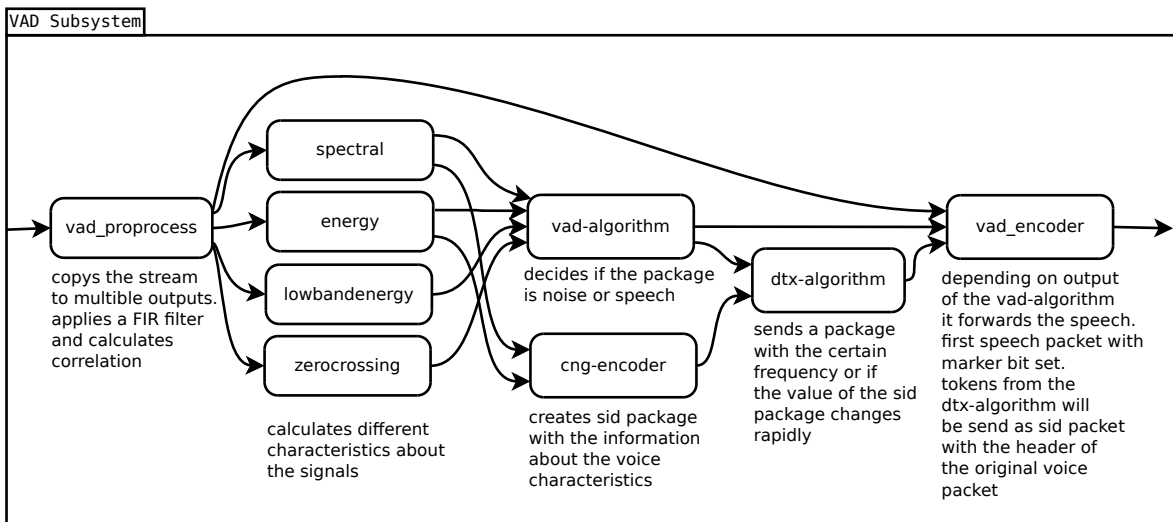 VAD Subsystem
vad_proprocess
copys the stream
to multiple outputs.
applies a FIR filter
and calculates
correlation
spectral
energy
lowbandenergy
zerocrossing
calculates different
characteristics about
the signals
vad-algorithm
decides if the package
is noise or speech
cng-encoder
creates sid package
with the information
about the voice
characteristics
dtx-algorithm
sends a package
with the certain
frequency or if
the value of the sid
package changes
rapidly
vad_encoder
depending on output
of the vad-algorithm
it forwards the speech.
first speech packet with
marker bit set.
tokens from the
dtx-algorithm will
be send as sid packet
with the header of
the original voice
packet